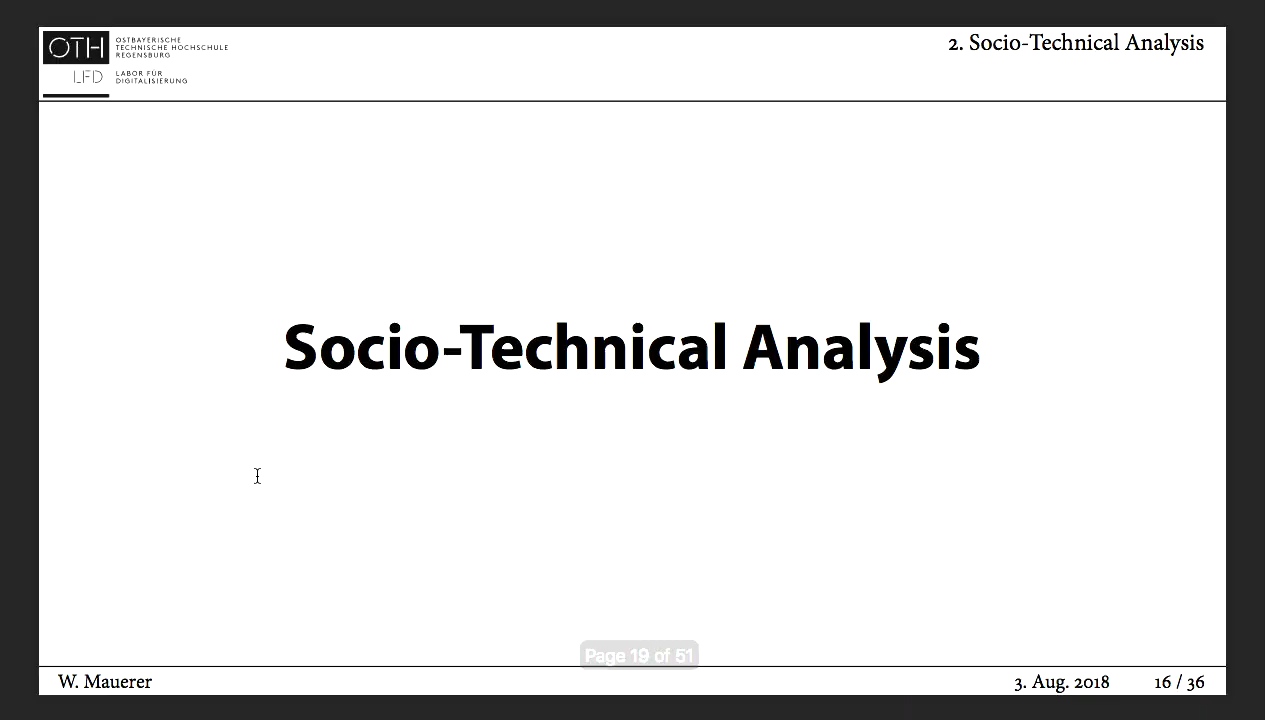 OTH
OSTBAYERISCHE
TECHNISCHE HOCHSCHULE
REGENSBURG
LFD
LABOR FÜR
DIGITALISIERUNG
2. Socio-Technical Analysis
Socio-Technical Analysis
Page 19 of 51
W. Mauerer
3. Aug. 2018
16 / 36